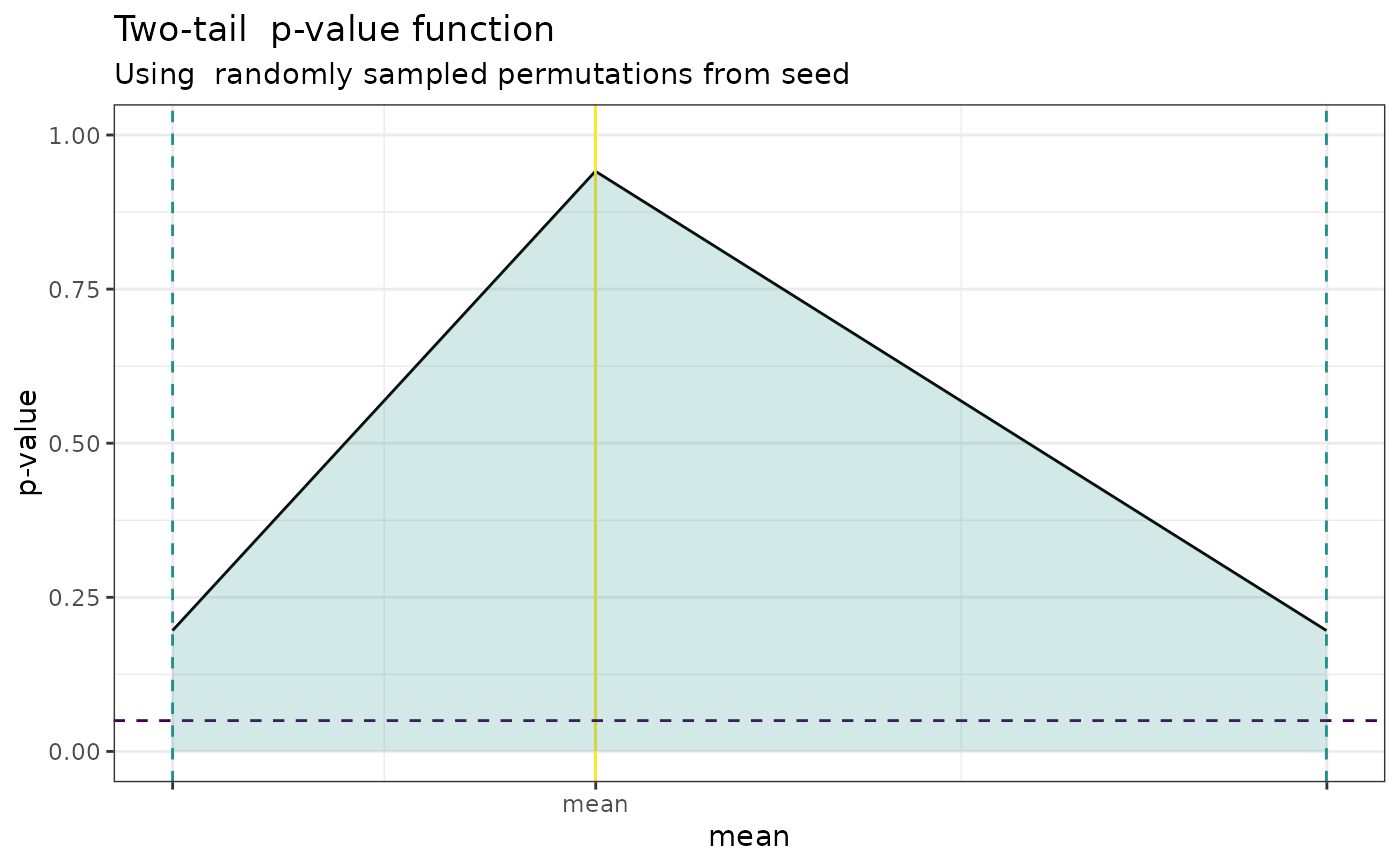 Two-tail  p-value function
Using  randomly sampled permutations from seed
1.00
0.75
0.50
0.25
0.00
p-value
mean
mean